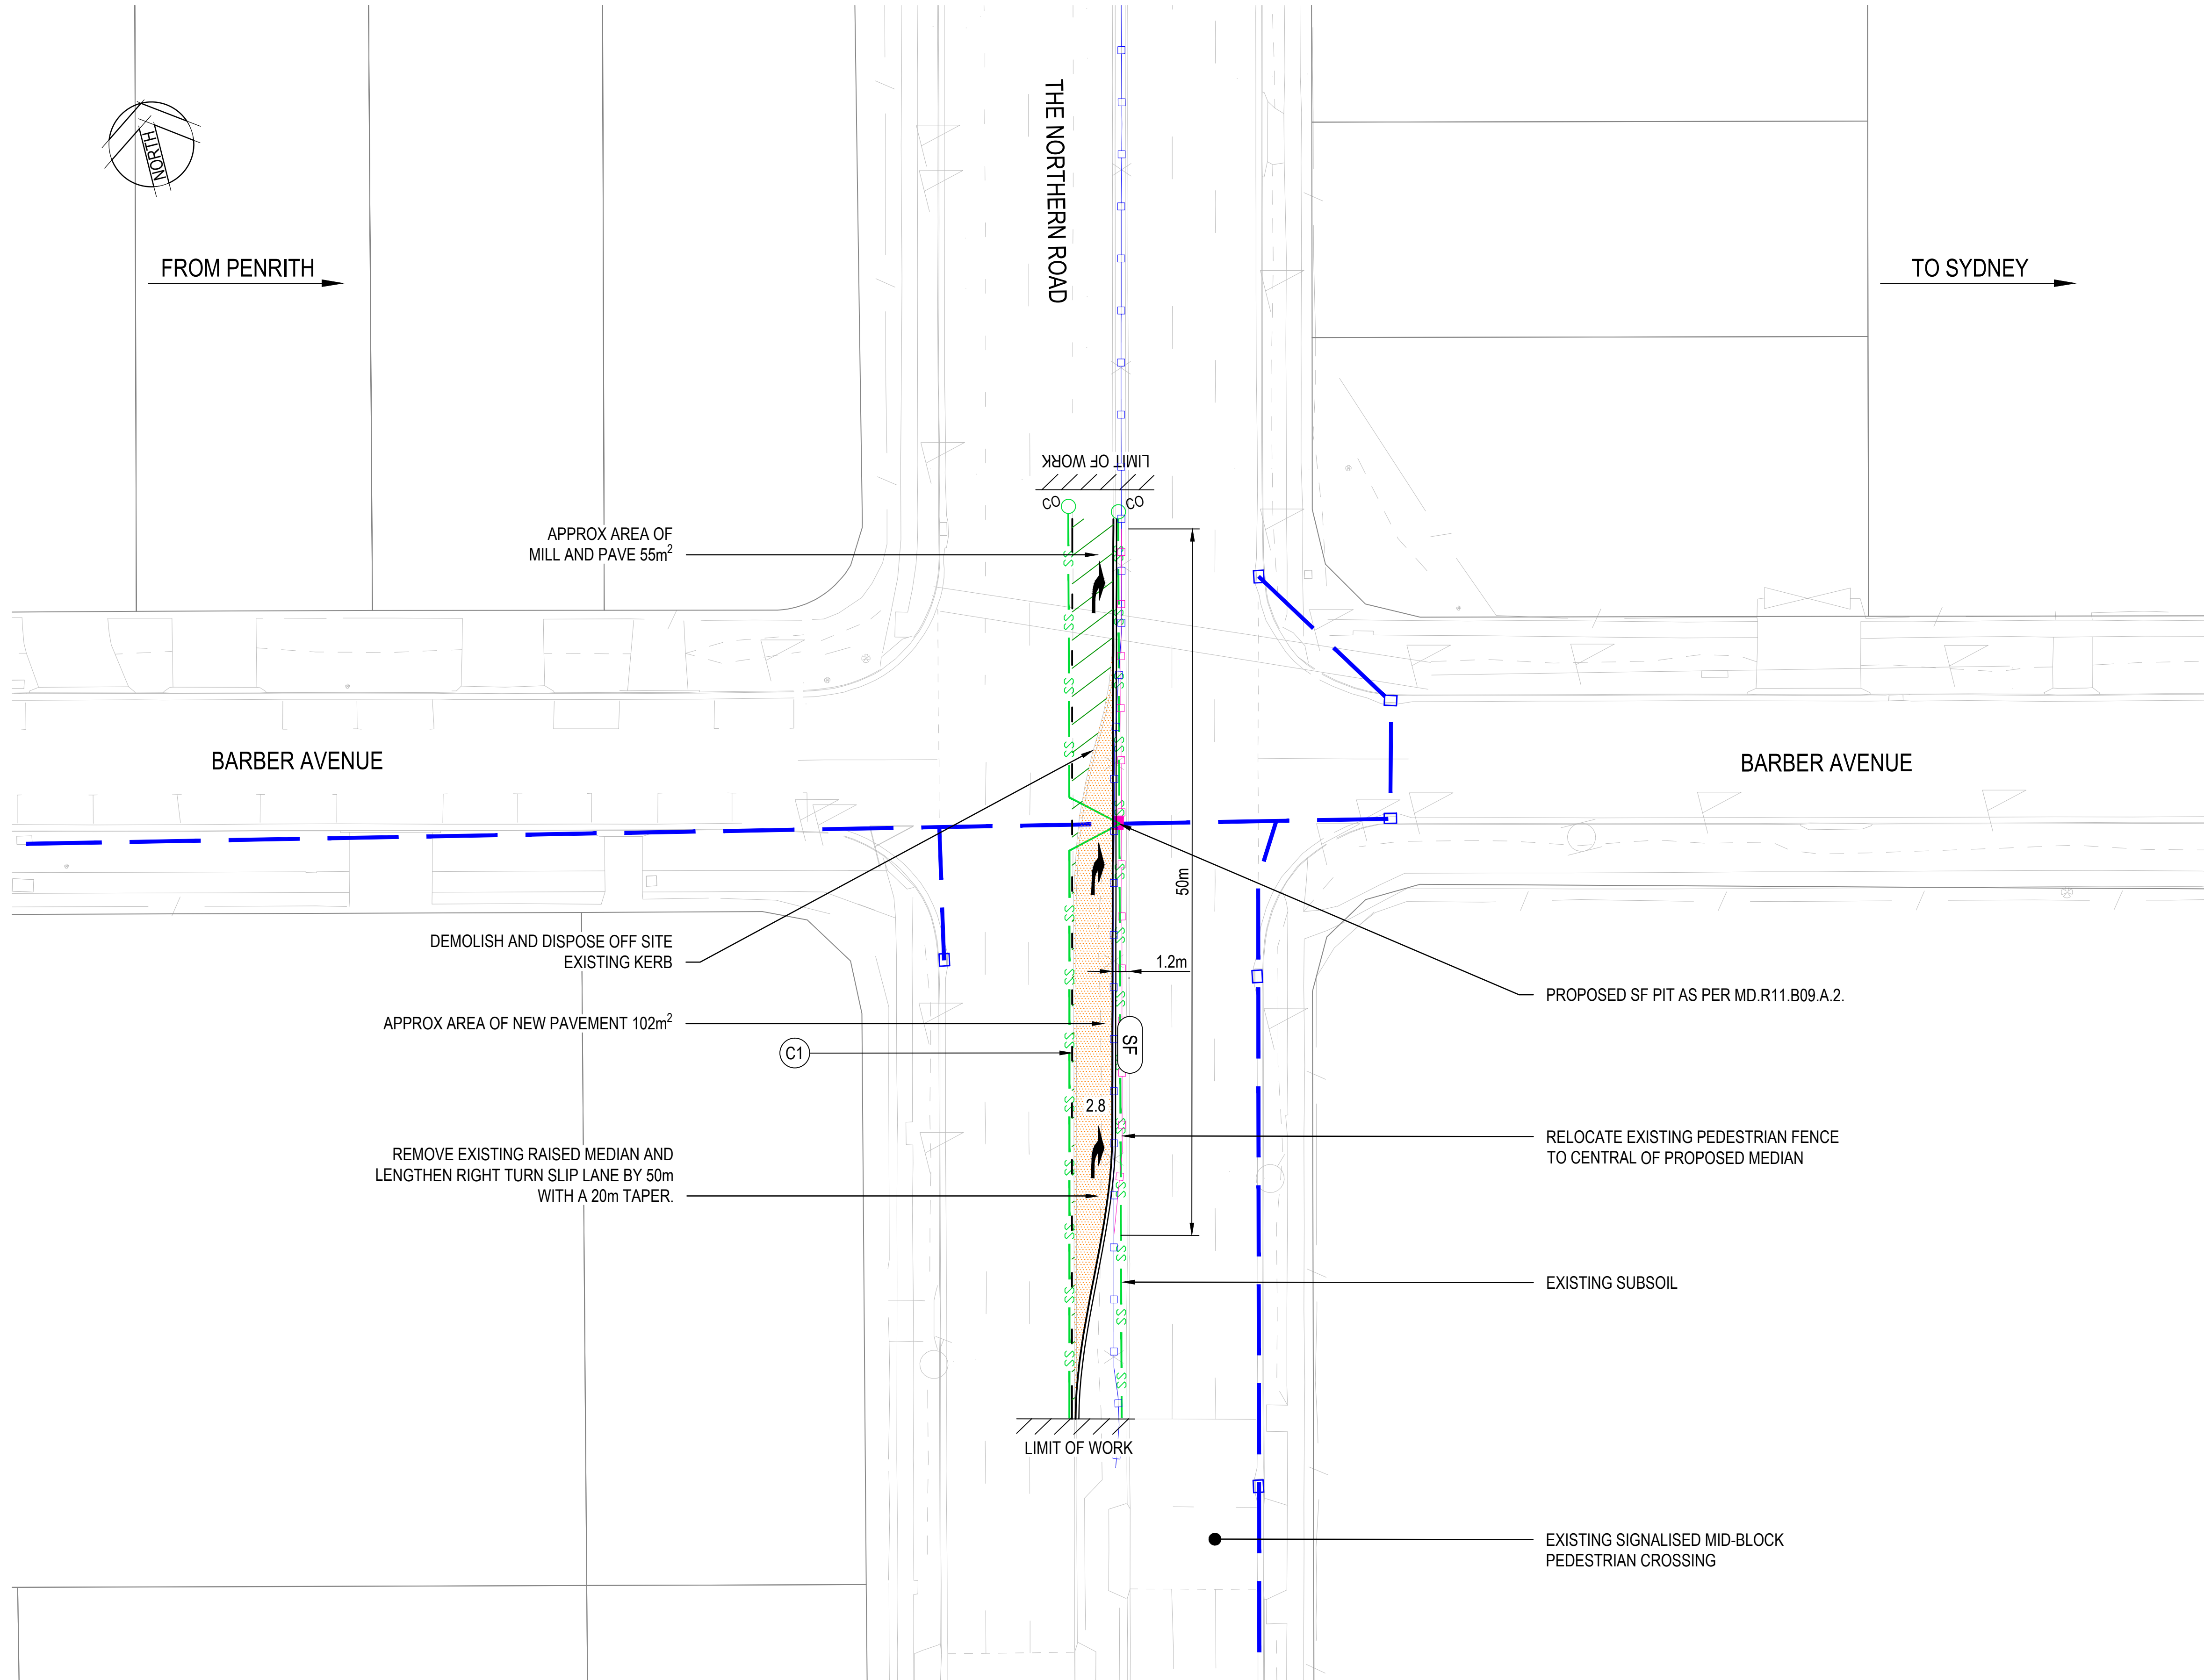 THE NORTHERN ROAD
NORTH
FROM PENRITH
TO SYDNEY
LIMIT OF WORK
CO
CO
APPROX AREA OF
MILL AND PAVE 55m²
BARBER AVENUE
BARBER AVENUE
50m
DEMOLISH AND DISPOSE OFF SITE
EXISTING KERB
1.2m
PROPOSED SF PIT AS PER MD.R11.B09.A.2.
APPROX AREA OF NEW PAVEMENT 102m²
C1
SF
2.8
RELOCATE EXISTING PEDESTRIAN FENCE
TO CENTRAL OF PROPOSED MEDIAN
REMOVE EXISTING RAISED MEDIAN AND
LENGTHEN RIGHT TURN SLIP LANE BY 50m
WITH A 20m TAPER.
EXISTING SUBSOIL
LIMIT OF WORK
EXISTING SIGNALISED MID-BLOCK
PEDESTRIAN CROSSING